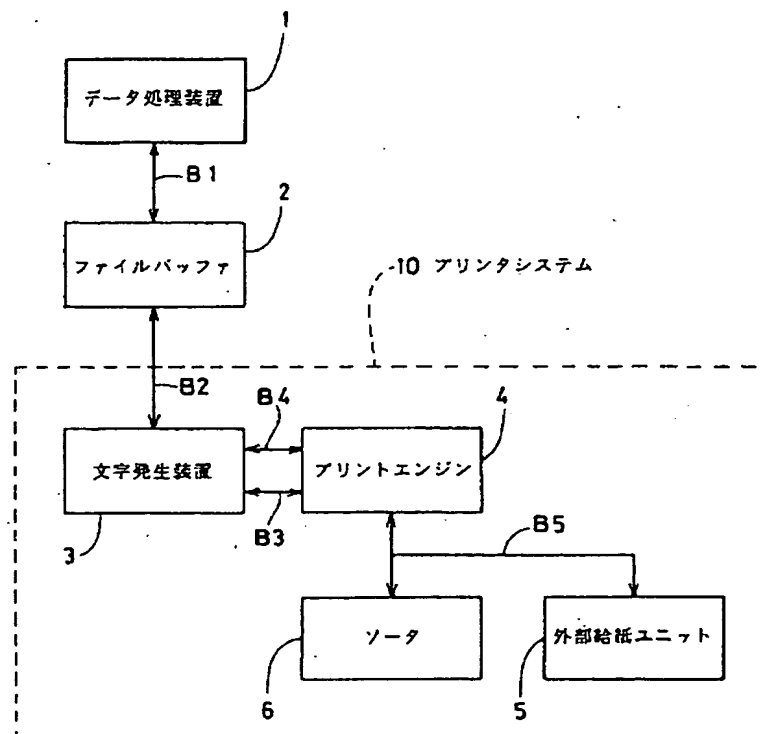 1
データ処理装置
B1
2
ファイルバッファ
10 プリンタシステム
B2
B4
4
文字発生装置
プリントエンジン
3
B3
B5
ソータ
外部給紙ユニット
6
5